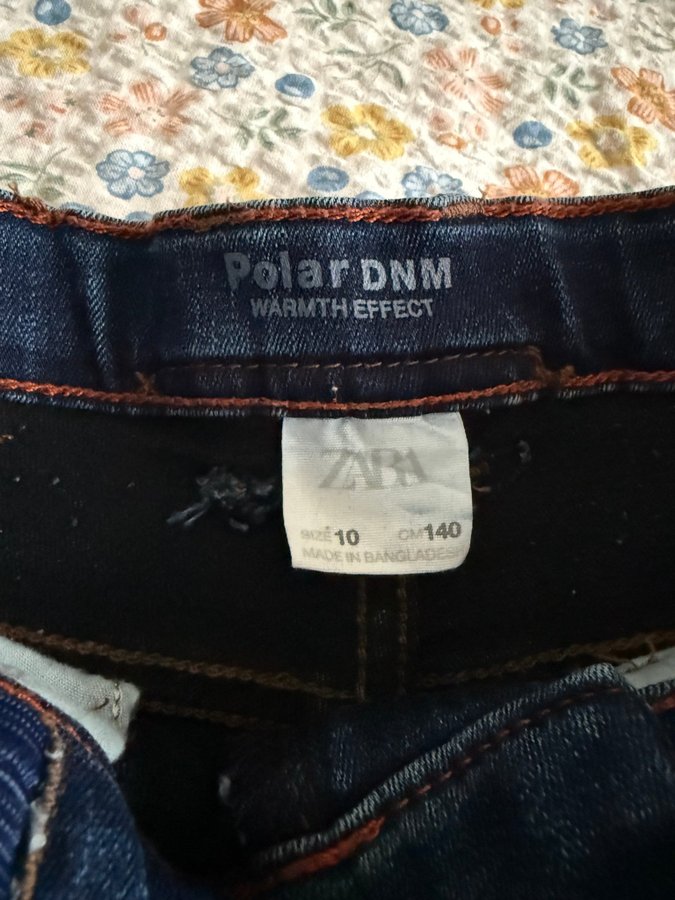 Polar DNM
WARMTH EFFECT
ZARA
SIZE 10 CM 140
MADE IN BANGLADESH